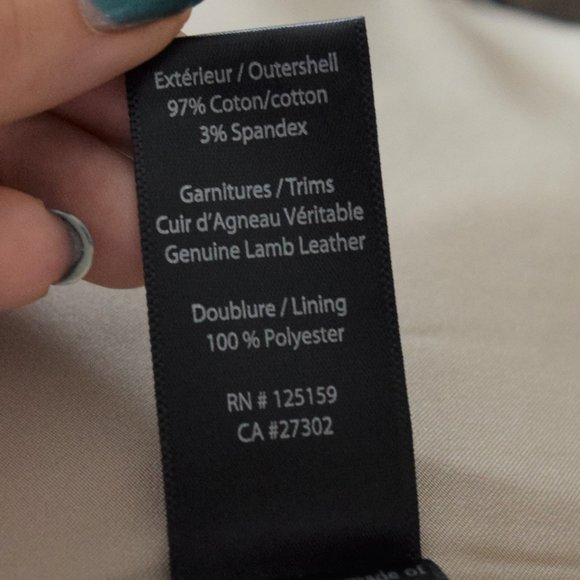 Extérieur / Outershell
97% Coton/cotton
3% Spandex
Garnitures / Trims
Cuir d'Agneau Véritable
Genuine Lamb Leather
Doublure / Lining
100 % Polyester
RN # 125159
CA #27302
of